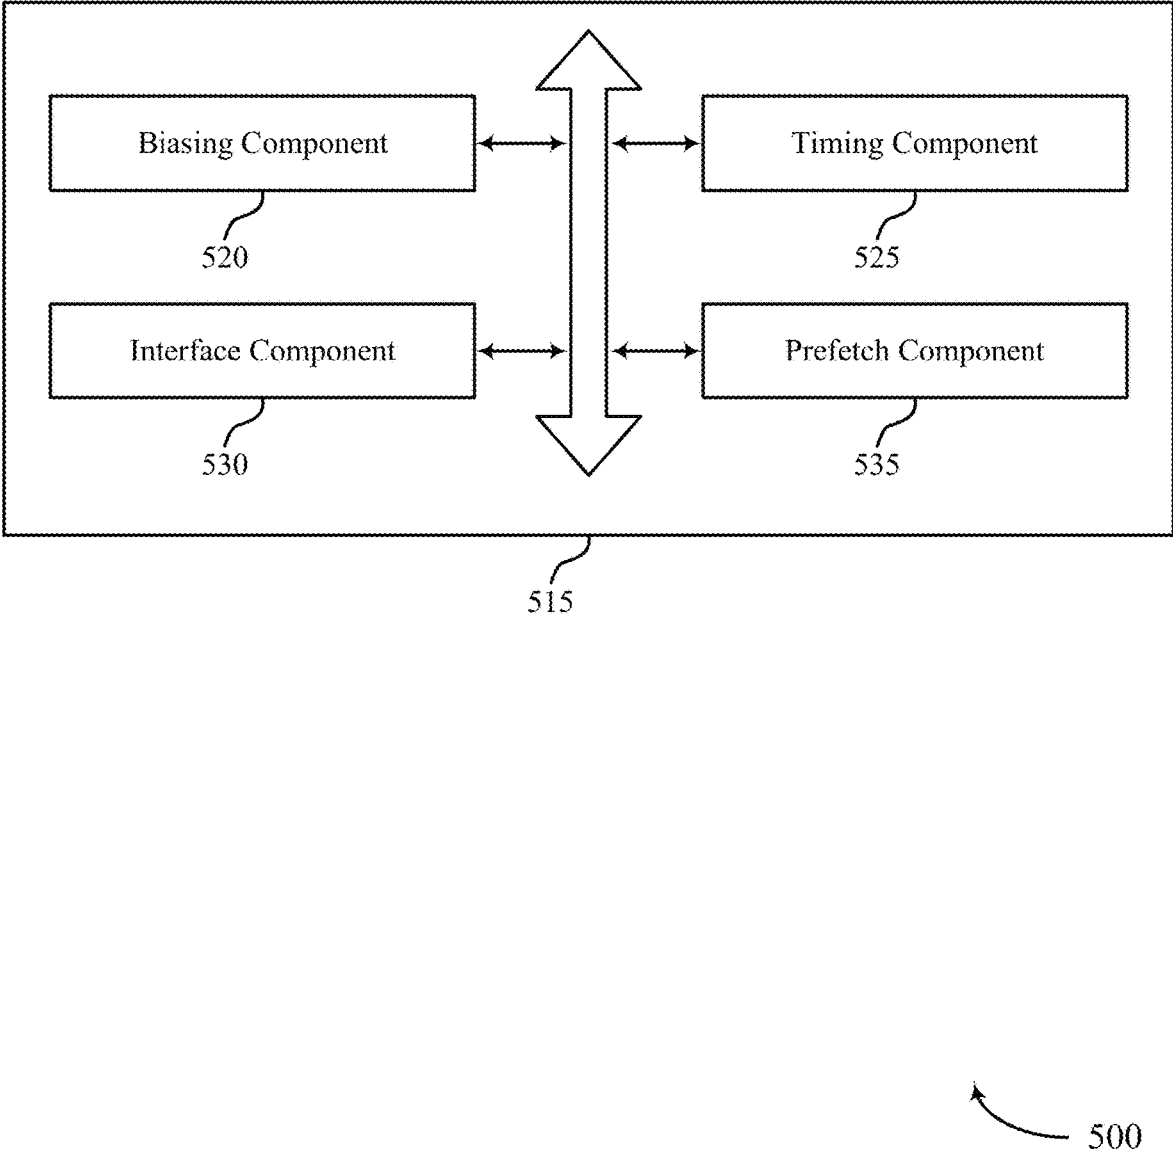 Biasing Component
Timing Component
520
525
Interface Component
Prefetch Component
530
535
515
500